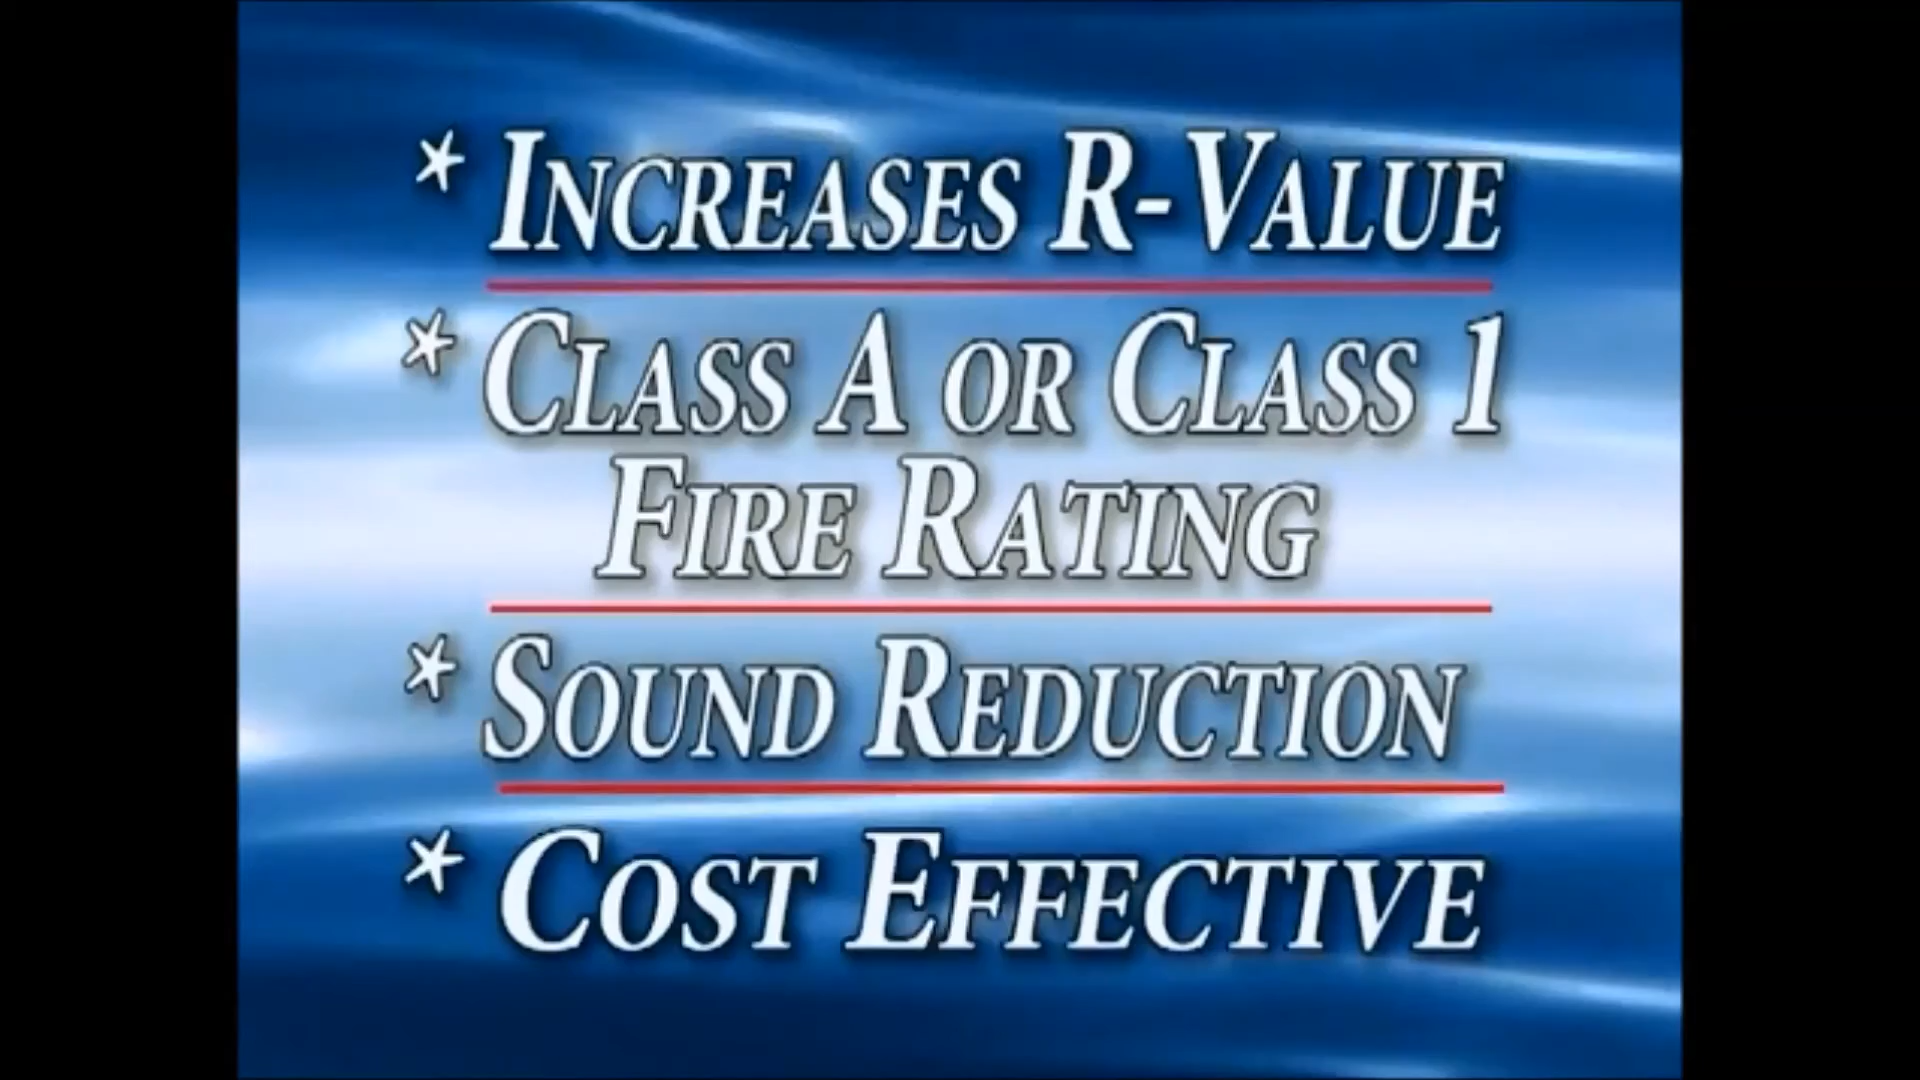 * INCREASES R-VALUE
* CLASS A OR CLASS 1
FIRE RATING
* SOUND REDUCTION
* COST EFFECTIVE